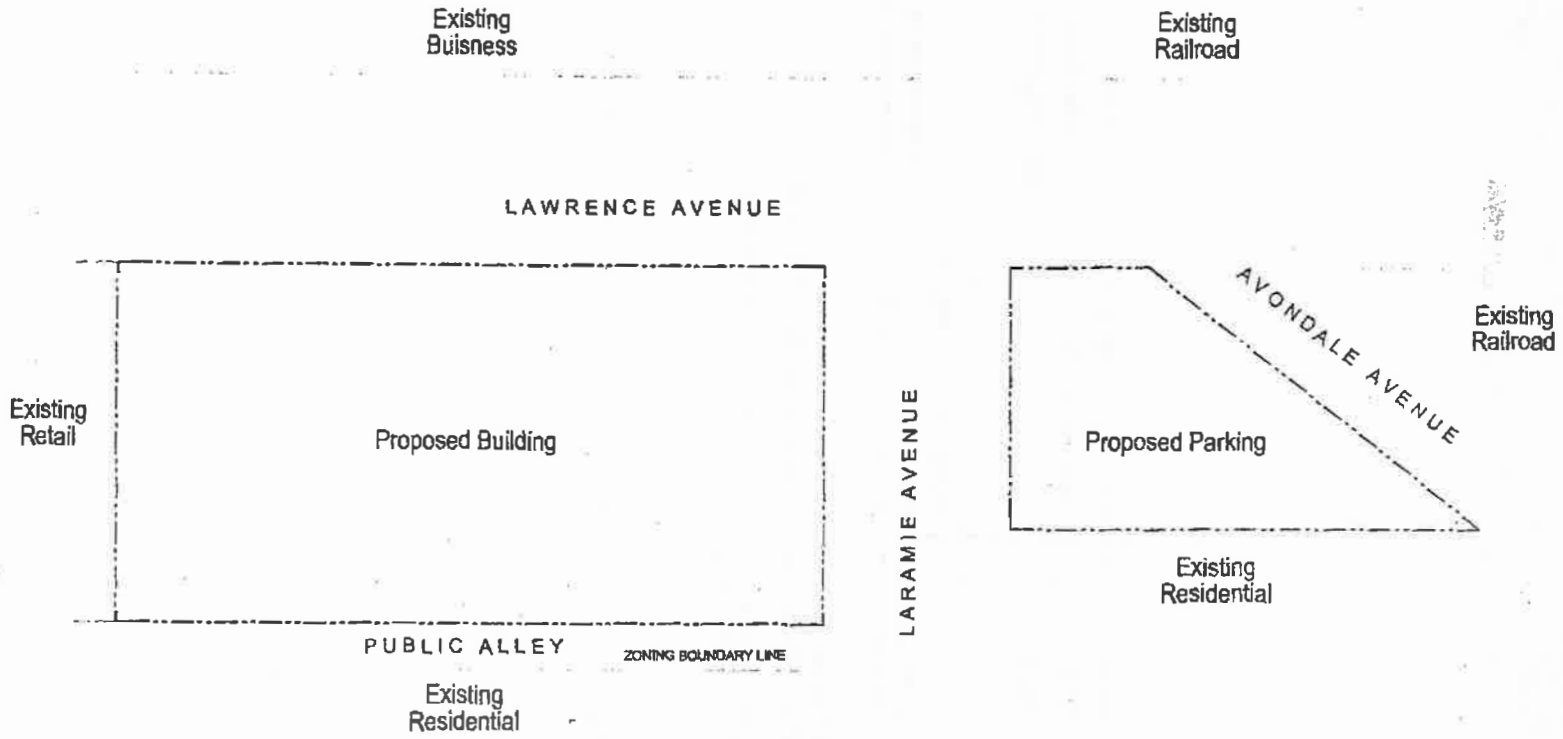 Existing
Buisness
Existing
Railroad
LAWRENCE AVENUE
AVONDALE AVENUE
Existing
Railroad
Existing
Retail
Proposed Building
LARAMIE AVENUE
Proposed Parking
Existing
Residential
PUBLIC ALLEY
ZONING BOUNDARY LINE
Existing
Residential